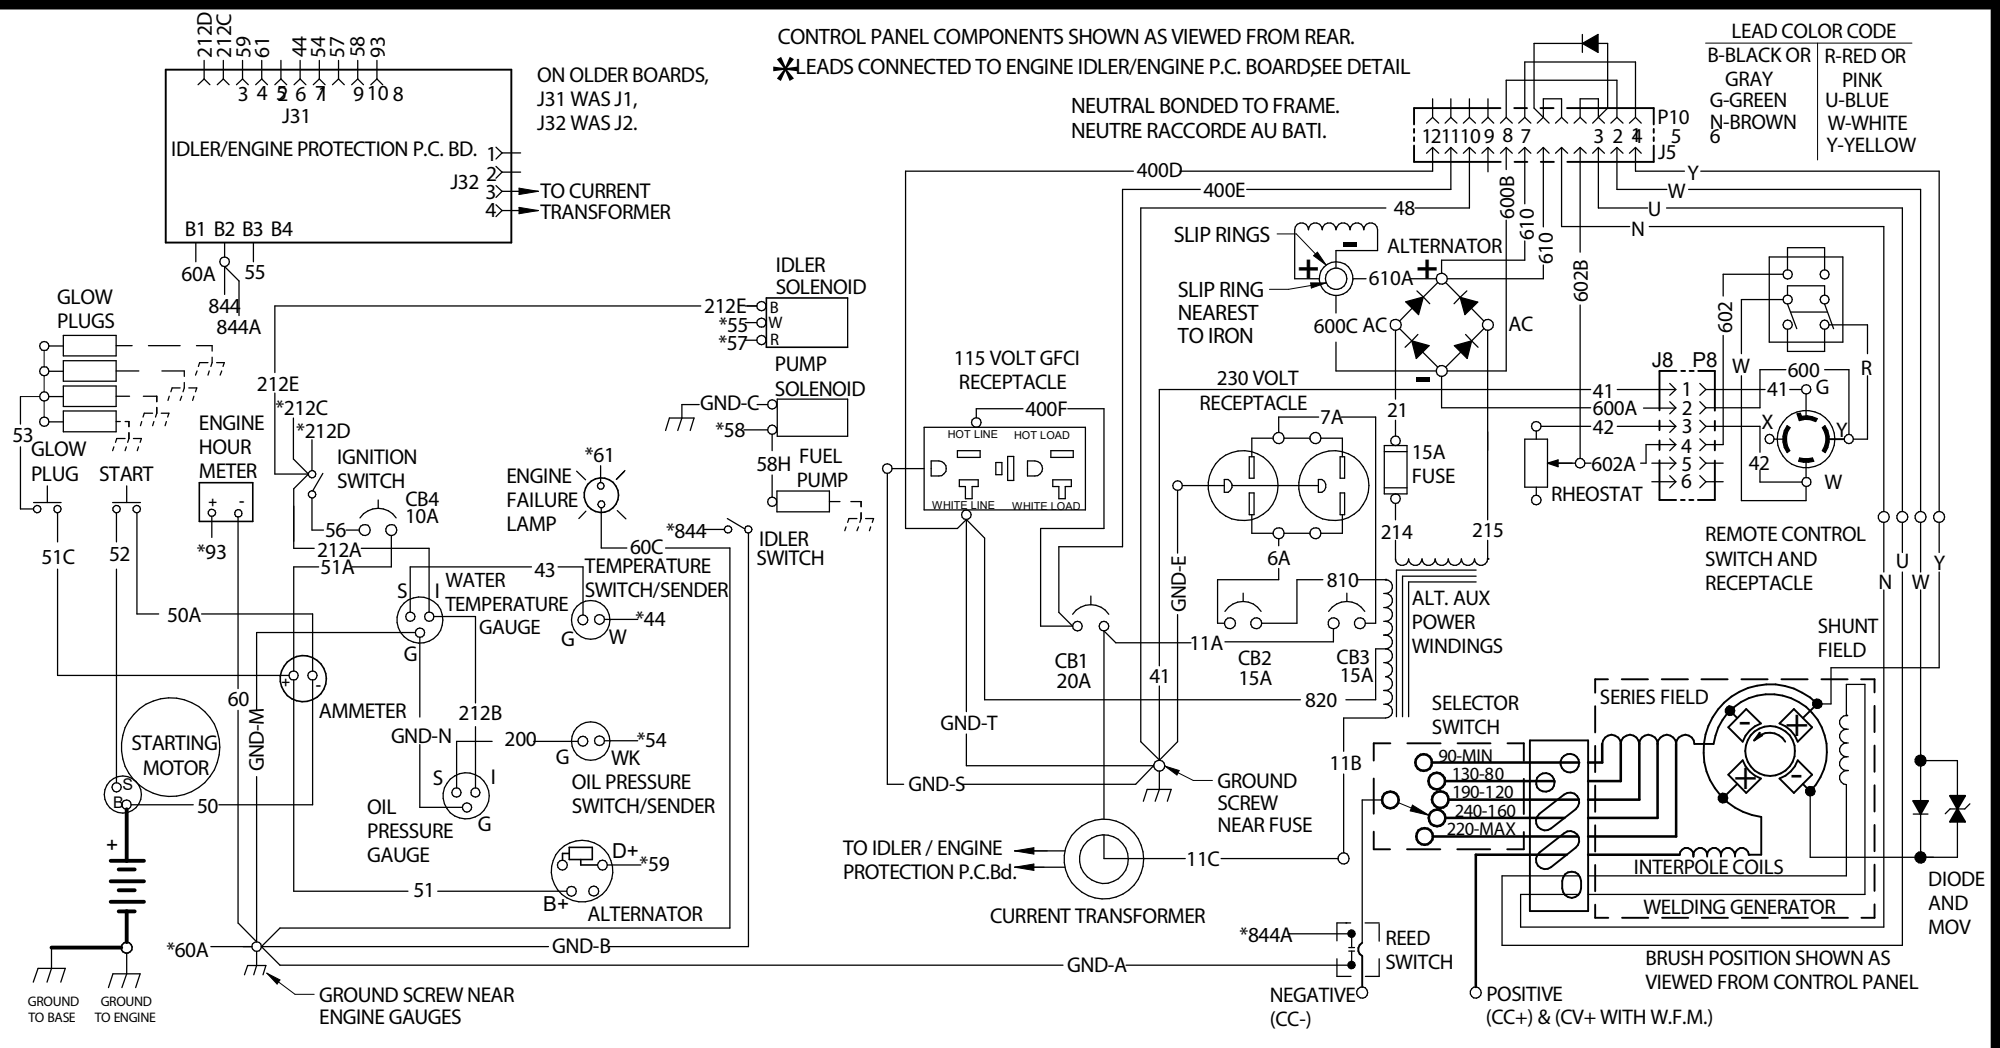 212D
212C
59
61
44
54
57
58
93
3 4 5 6 7 9 10 8
J31
IDLER/ENGINE PROTECTION P.C. BD.
J32
1
2
3
4
TO CURRENT
TRANSFORMER
B1 B2 B3 B4
60A
55
844
844A
ON OLDER BOARDS,
J31 WAS J1,
J32 WAS J2.
CONTROL PANEL COMPONENTS SHOWN AS VIEWED FROM REAR.
*LEADS CONNECTED TO ENGINE IDLER/ENGINE P.C. BOARD,SEE DETAIL
NEUTRAL BONDED TO FRAME.
NEUTRE RACCORDE AU BATI.
LEAD COLOR CODE
B-BLACK OR
GRAY
G-GREEN
N-BROWN
R-RED OR
PINK
U-BLUE
W-WHITE
Y-YELLOW
P10
J5
12 11 10 9 8 7 3 2 4 5 6
400D
400E
48
600B
610
610
602B
Y
W
U
N
GLOW
PLUGS
53
GLOW
PLUG
START
51C
52
50A
ENGINE
HOUR
METER
+ -
*93
212E
*212C
*212D
IGNITION
SWITCH
CB4
10A
56
212A
51A
IDLER
SOLENOID
212E
*55
*57
B
W
R
PUMP
SOLENOID
GND-C
*58
58H
FUEL
PUMP
ENGINE
FAILURE
LAMP
*61
60C
*844
IDLER
SWITCH
43
S I
G
WATER
TEMPERATURE
GAUGE
TEMPERATURE
SWITCH/SENDER
G W
*44
+ -
AMMETER
60
GND-M
GND-N
212B
200
G WK
*54
OIL PRESSURE
SWITCH/SENDER
S I
G
OIL
PRESSURE
GAUGE
STARTING
MOTOR
S
B
50
+
51
D+
*59
B+
ALTERNATOR
*60A
GND-B
GND-A
GROUND
TO BASE
GROUND
TO ENGINE
GROUND SCREW NEAR
ENGINE GAUGES
SLIP RINGS
SLIP RING
NEAREST
TO IRON
+ -
ALTERNATOR
610A
+
600C
AC
AC
-
115 VOLT GFCI
RECEPTACLE
400F
HOT LINE
HOT LOAD
WHITE LINE
WHITE LOAD
230 VOLT
RECEPTACLE
7A
6A
21
15A
FUSE
214
215
GND-E
810
ALT. AUX
POWER
WINDINGS
11A
CB1
20A
CB2
15A
CB3
15A
41
820
GND-T
GND-S
GROUND
SCREW
NEAR FUSE
11B
11C
TO IDLER / ENGINE
PROTECTION P.C.Bd.
CURRENT TRANSFORMER
J8 P8
1
2
3
4
5
6
41
600A
42
602A
RHEOSTAT
602
W
R
600
41
G
X
Y
42
W
REMOTE CONTROL
SWITCH AND
RECEPTACLE
N
U
W
Y
SHUNT
FIELD
SELECTOR
SWITCH
90-MIN
130-80
190-120
240-160
220-MAX
SERIES FIELD
- +
+ -
INTERPOLE COILS
WELDING GENERATOR
DIODE
AND
MOV
*844A
REED
SWITCH
NEGATIVE
(CC-)
POSITIVE
(CC+) & (CV+ WITH W.F.M.)
BRUSH POSITION SHOWN AS
VIEWED FROM CONTROL PANEL